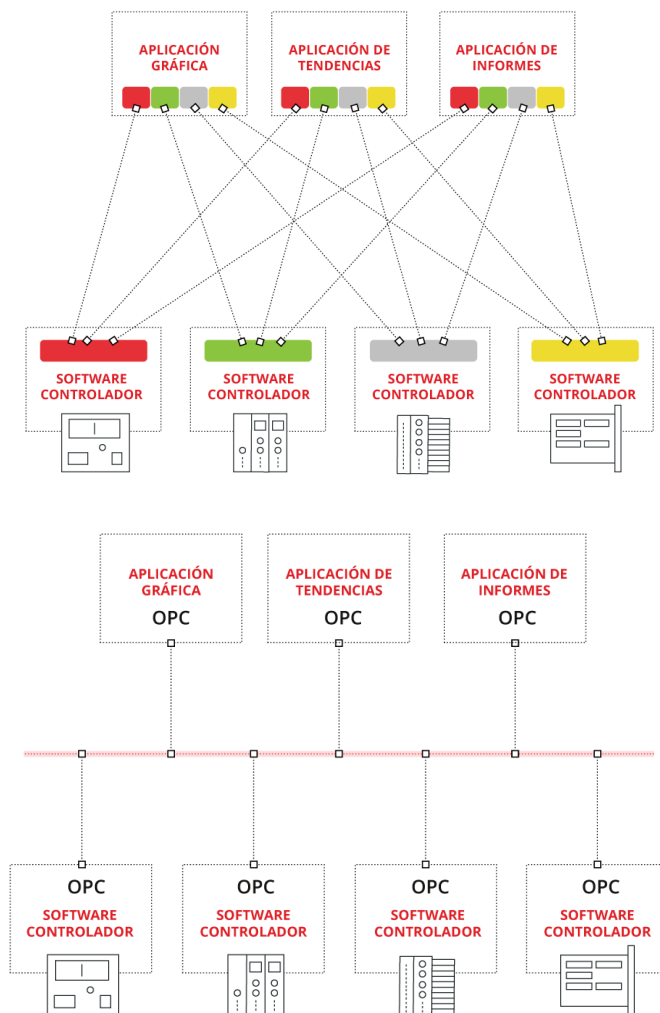 APLICACIÓN
GRÁFICA
APLICACIÓN DE
TENDENCIAS
APLICACIÓN DE
INFORMES
SOFTWARE
CONTROLADOR
SOFTWARE
CONTROLADOR
SOFTWARE
CONTROLADOR
SOFTWARE
CONTROLADOR
APLICACIÓN
GRÁFICA
OPC
APLICACIÓN DE
TENDENCIAS
OPC
APLICACIÓN DE
INFORMES
OPC
OPC
SOFTWARE
CONTROLADOR
OPC
SOFTWARE
CONTROLADOR
OPC
SOFTWARE
CONTROLADOR
OPC
SOFTWARE
CONTROLADOR